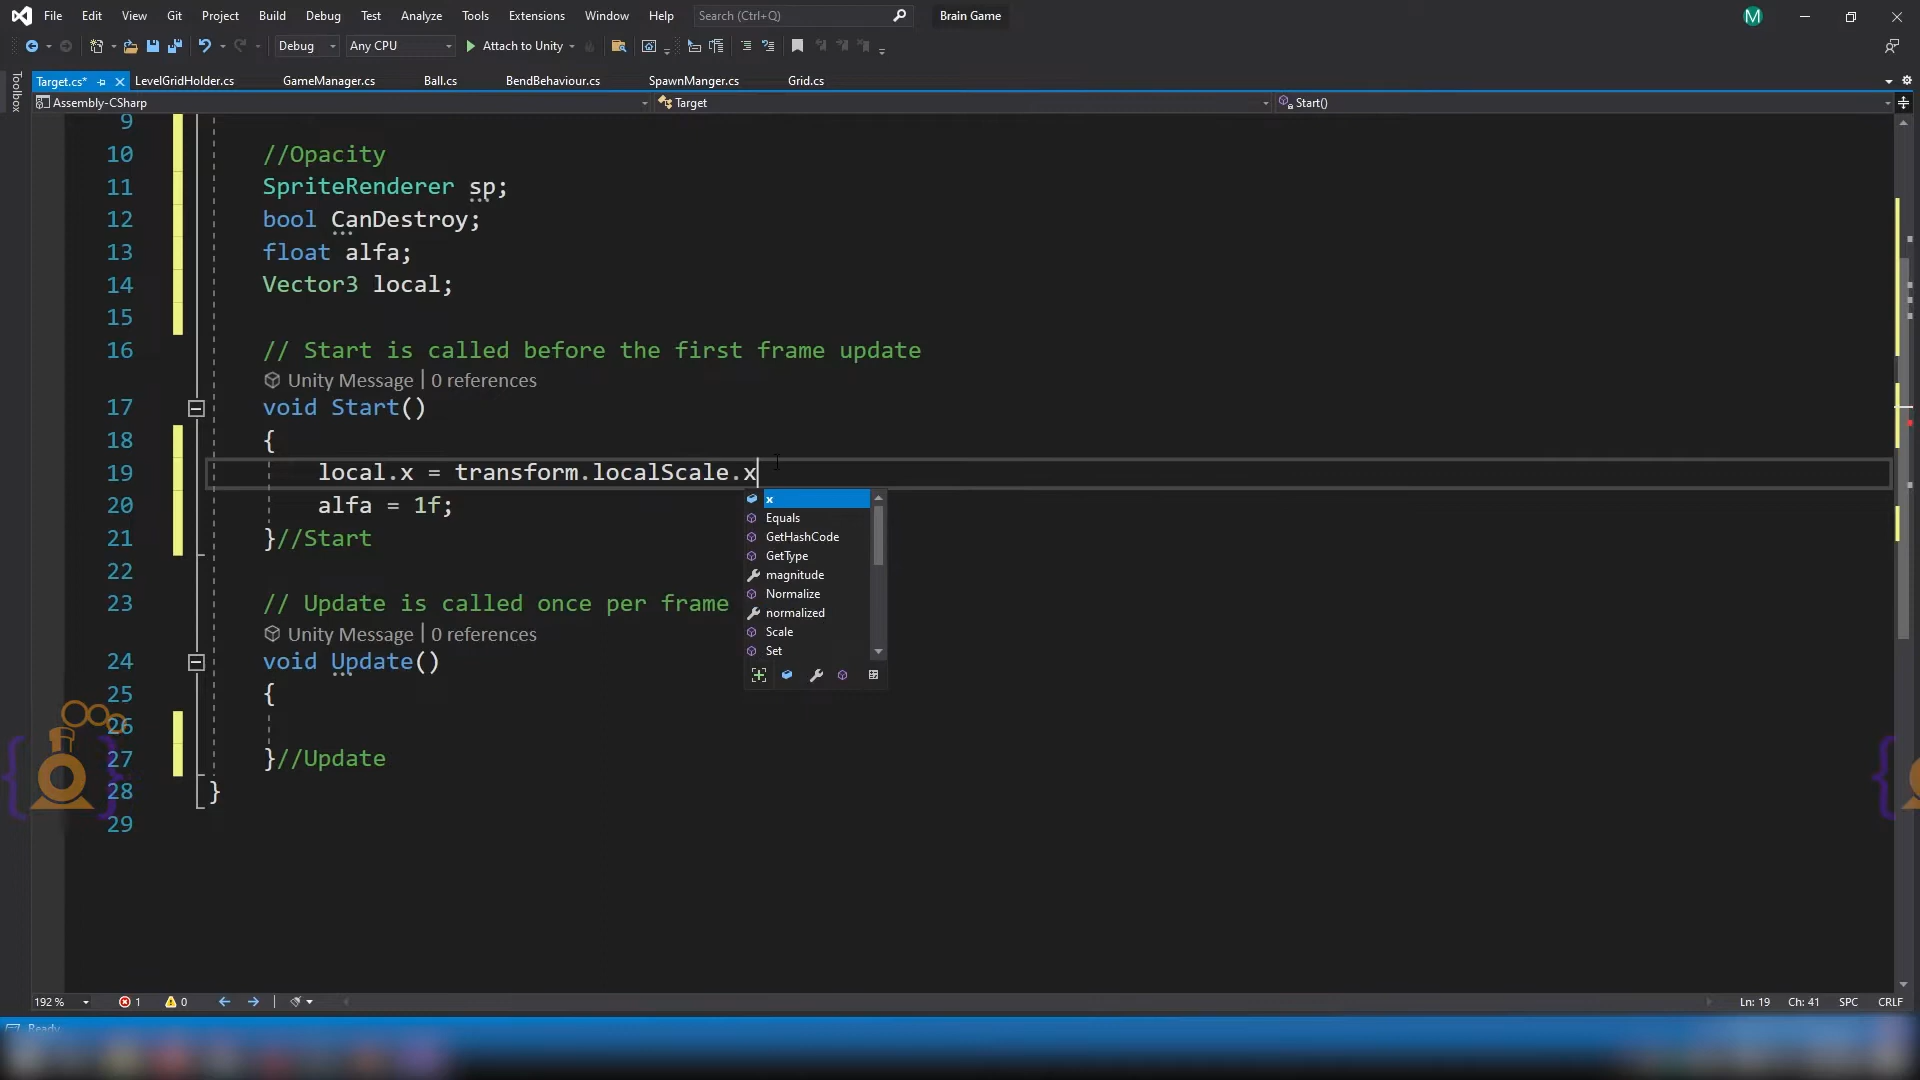 File Edit View Git Project Build Debug Test Analyze Tools Extensions Window Help Search (Ctrl+Q) Brain Game M
Debug Any CPU Attach to Unity
Toolbox
Target.cs* LevelGridHolder.cs GameManager.cs Ball.cs BendBehaviour.cs SpawnManger.cs Grid.cs
Assembly-CSharp Target Start()
9
10 //Opacity
11 SpriteRenderer sp;
12 bool CanDestroy;
13 float alfa;
14 Vector3 local;
15
16 // Start is called before the first frame update
Unity Message | 0 references
17 void Start()
18 {
19 local.x = transform.localScale.x
20 alfa = 1f;
21 }//Start
22
23 // Update is called once per frame
Unity Message | 0 references
24 void Update()
25 {
26
27 }//Update
28 }
29
x
Equals
GetHashCode
GetType
magnitude
Normalize
normalized
Scale
Set
192 % 1 0 Ln: 19 Ch: 41 SPC CRLF
Ready